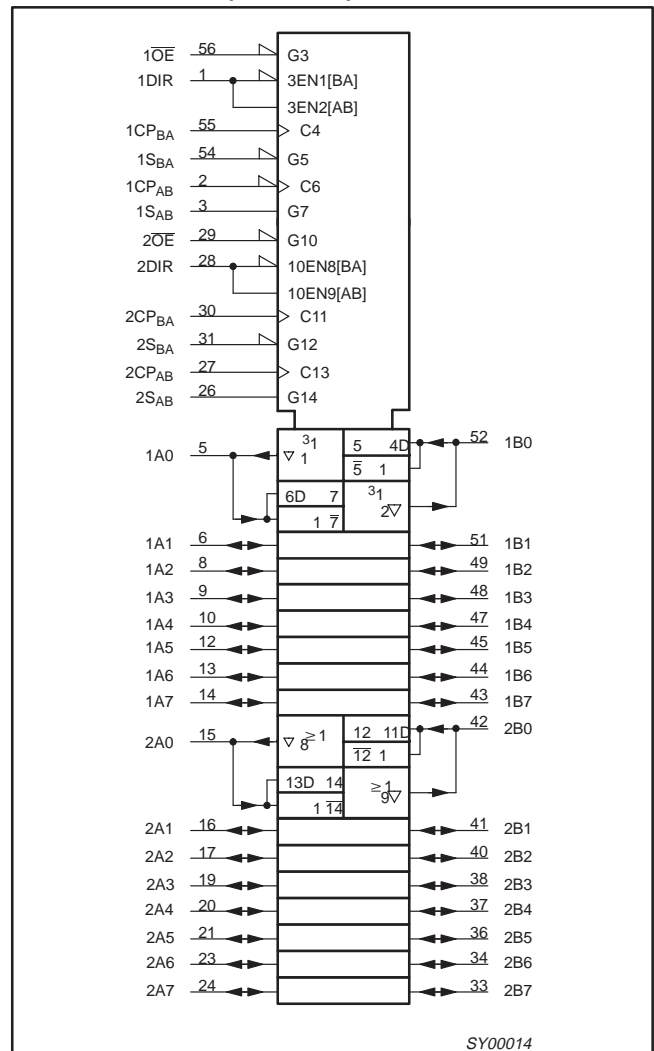 1OE 56 G3
1DIR 1 3EN1[BA]
3EN2[AB]
1CPBA 55 C4
1SBA 54 G5
1CPAB 2 C6
1SAB 3 G7
2OE 29 G10
2DIR 28 10EN8[BA]
10EN9[AB]
2CPBA 30 C11
2SBA 31 G12
2CPAB 27 C13
2SAB 26 G14
1A0 5 ▽ 31 1 5 4D 52 1B0
5̅ 1
6D 7 31 2▽
1 7̅
1A1 6 51 1B1
1A2 8 49 1B2
1A3 9 48 1B3
1A4 10 47 1B4
1A5 12 45 1B5
1A6 13 44 1B6
1A7 14 43 1B7
2A0 15 ▽ 8 ≥1 12 11D 42 2B0
1̅2̅ 1
13D 14 ≥1 9▽
1 1̅4̅
2A1 16 41 2B1
2A2 17 40 2B2
2A3 19 38 2B3
2A4 20 37 2B4
2A5 21 36 2B5
2A6 23 34 2B6
2A7 24 33 2B7
SY00014